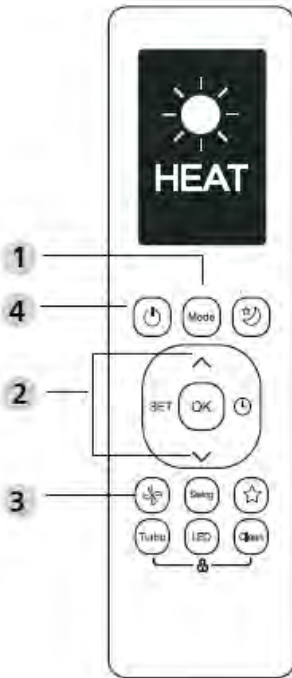 HEAT
1
4
Mode
2
SET OK
3
Swing
Turbo LED Clean